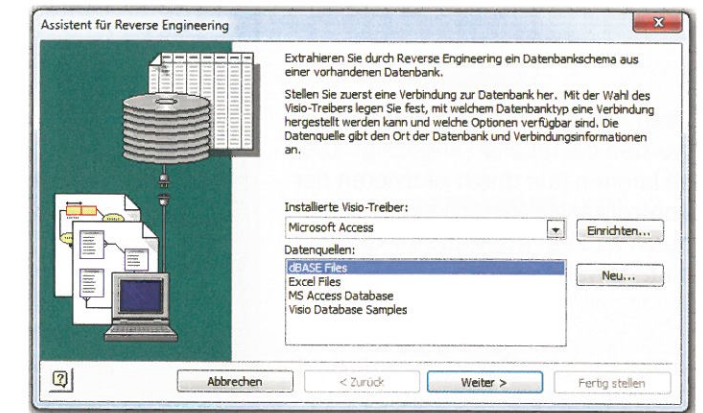 Assistent für Reverse Engineering
Extrahieren Sie durch Reverse Engineering ein Datenbankschema aus
einer vorhandenen Datenbank.
Stellen Sie zuerst eine Verbindung zur Datenbank her. Mit der Wahl des
Visio-Treibers legen Sie fest, mit welchem Datenbanktyp eine Verbindung
hergestellt werden kann und welche Optionen verfügbar sind. Die
Datenquelle gibt den Ort der Datenbank und Verbindungsinformationen
an.
Installierte Visio-Treiber:
Microsoft Access
Einrichten...
Datenquellen:
dBASE Files
Excel Files
MS Access Database
Visio Database Samples
Neu...
Abbrechen
< Zurück
Weiter >
Fertig stellen